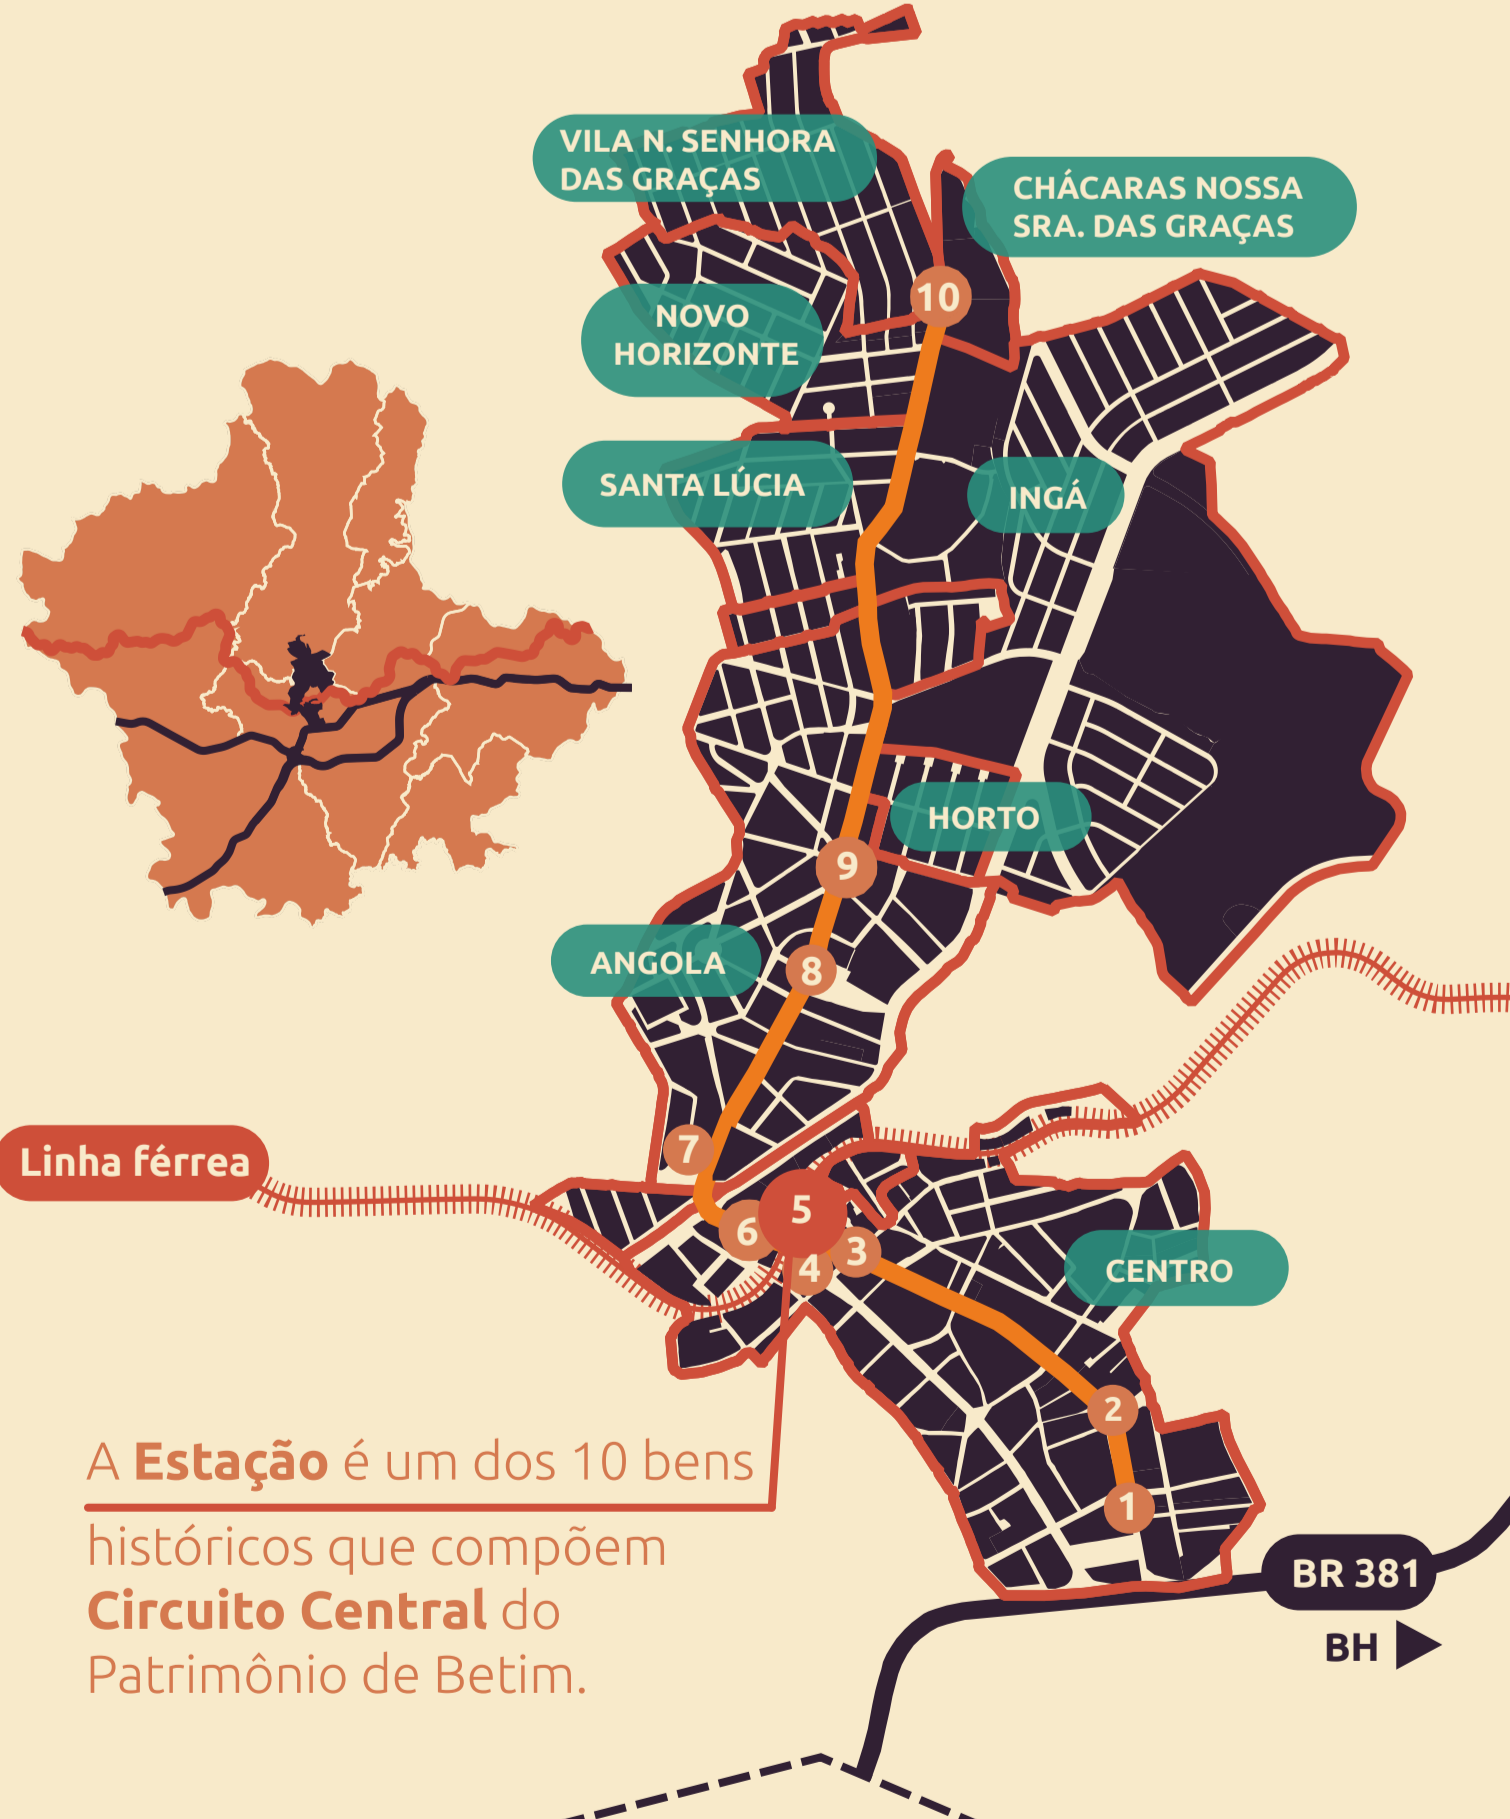 VILA N. SENHORA
DAS GRAÇAS
CHÁCARAS NOSSA
SRA. DAS GRAÇAS
10
NOVO
HORIZONTE
SANTA LÚCIA
INGÁ
HORTO
9
ANGOLA
8
7
Linha férrea
5
6
3
4
CENTRO
2
1
A Estação é um dos 10 bens
históricos que compõem
Circuito Central do
Patrimônio de Betim.
BR 381
BH